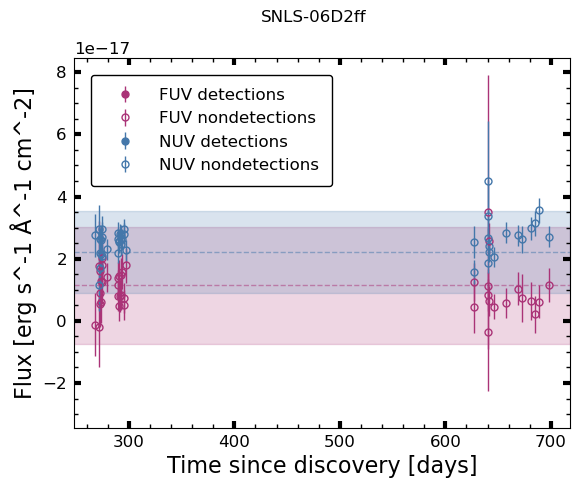 SNLS-06D2ff
1e−17
FUV detections
FUV nondetections
NUV detections
NUV nondetections
8
6
4
2
0
−2
300 400 500 600 700
Flux [erg s^-1 Å^-1 cm^-2]
Time since discovery [days]